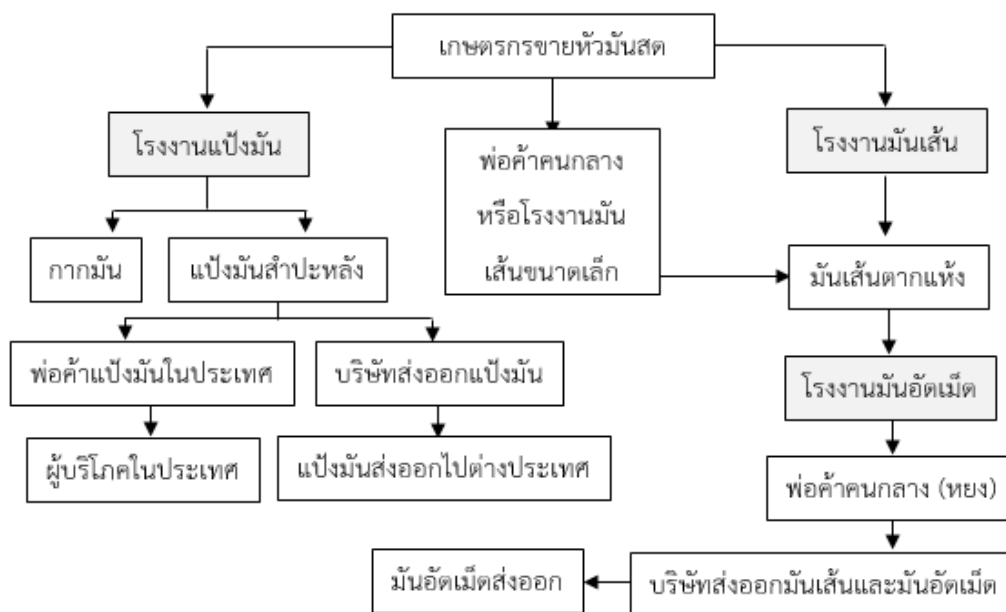 เกษตรกรขายหัวมันสด
โรงงานแป้งมัน
พ่อค้าคนกลาง
หรือโรงงานมัน
เส้นขนาดเล็ก
โรงงานมันเส้น
กากมัน
แป้งมันสำปะหลัง
มันเส้นตากแห้ง
พ่อค้าแป้งมันในประเทศ
บริษัทส่งออกแป้งมัน
โรงงานมันอัดเม็ด
ผู้บริโภคในประเทศ
แป้งมันส่งออกไปต่างประเทศ
พ่อค้าคนกลาง (หยง)
มันอัดเม็ดส่งออก
บริษัทส่งออกมันเส้นและมันอัดเม็ด